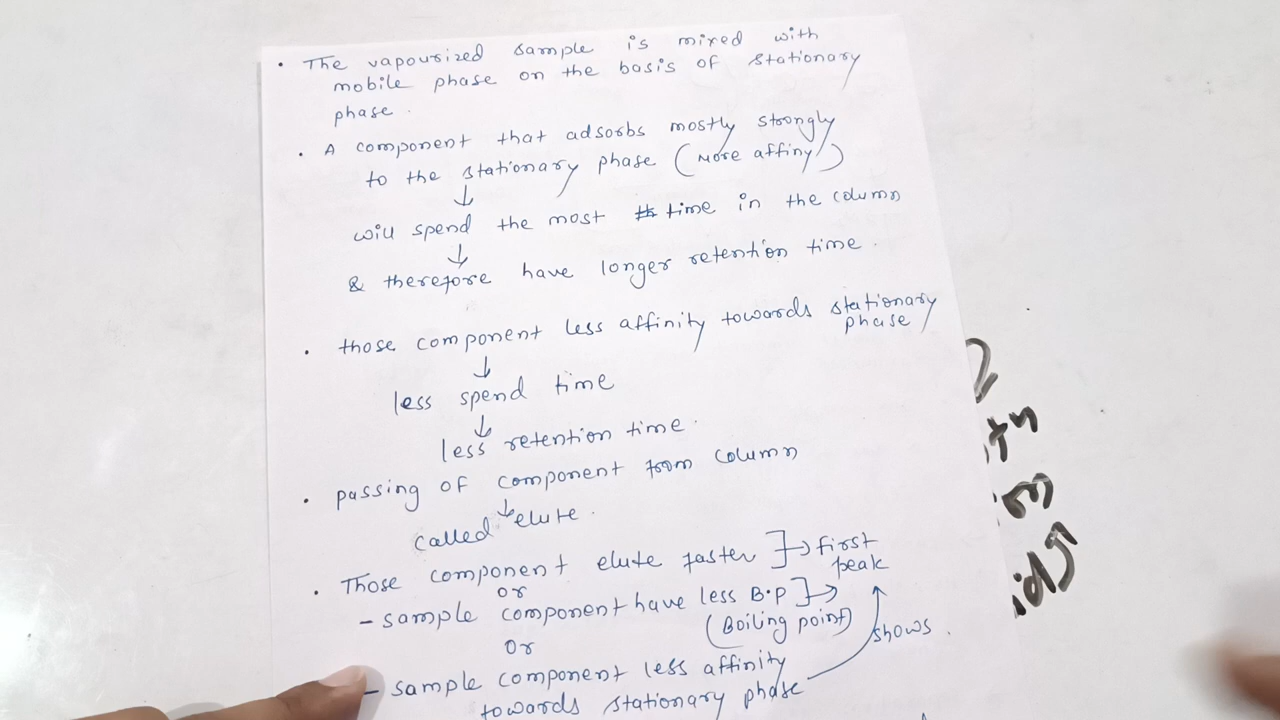 • The vapourized sample is mixed with
mobile phase on the basis of stationary
phase.
• A component that adsorbs mostly strongly
to the stationary phase (More affiny)
↓
will spend the most time in the column
↓
& therefore have longer retention time.
• those component less affinity towards stationary
phase
↓
less spend time
↓
less retention time.
• passing of component from column
↓
called elute.
• Those component elute faster ]→ first
peak
or
- sample component have less B.P ]→
(Boiling point)
or
shows.
- sample component less affinity
towards stationary phase